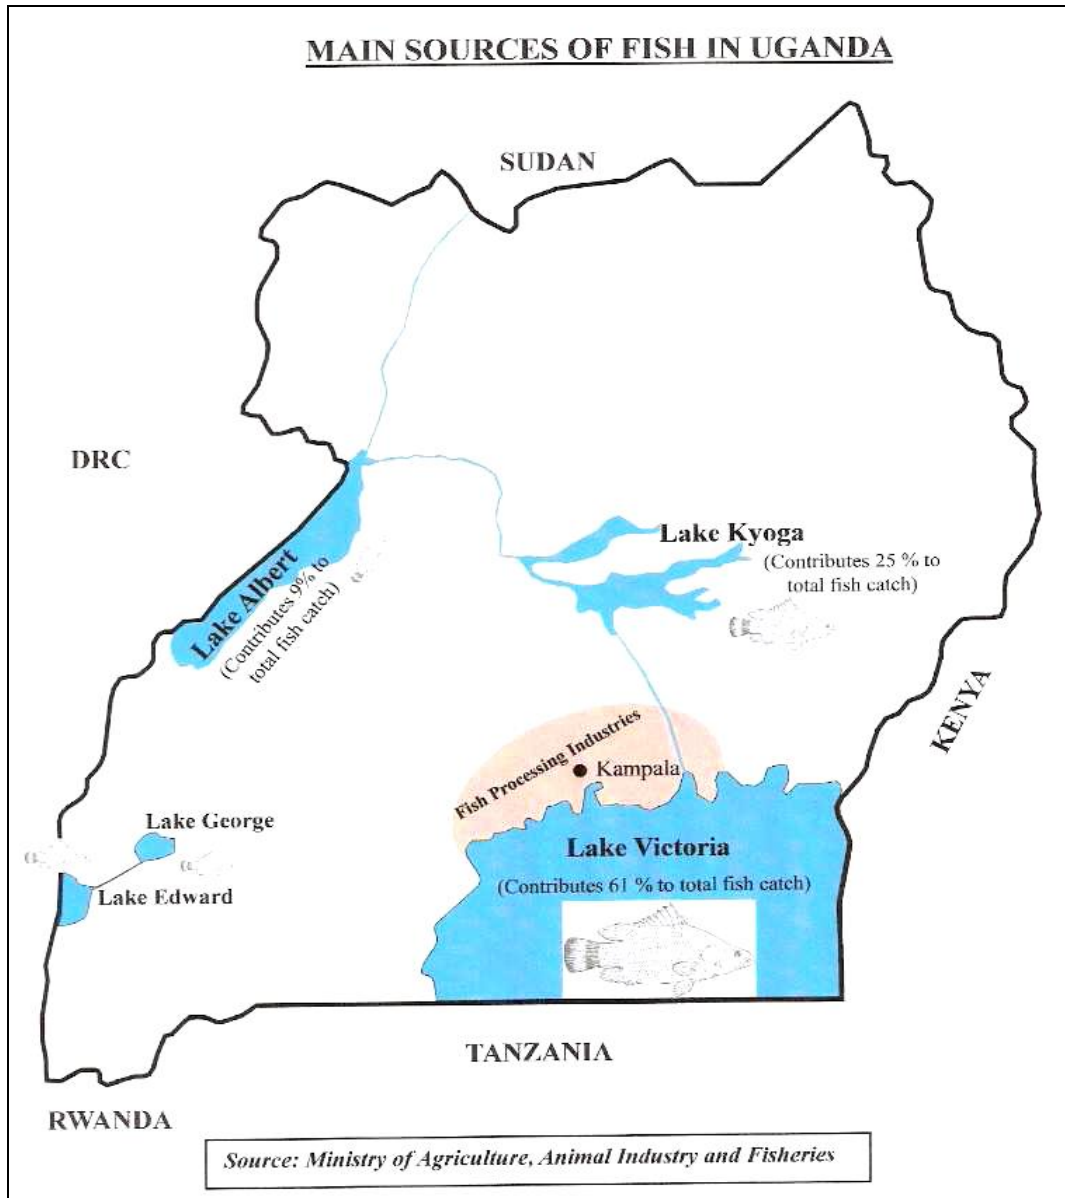 MAIN SOURCES OF FISH IN UGANDA
SUDAN
DRC
Lake Kyoga
(Contributes 25 % to
total fish catch)
Lake Albert
(Contributes 9% to
total fish catch)
KENYA
Fish Processing Industries
Kampala
Lake George
Lake Edward
Lake Victoria
(Contributes 61 % to total fish catch)
TANZANIA
RWANDA
Source: Ministry of Agriculture, Animal Industry and Fisheries